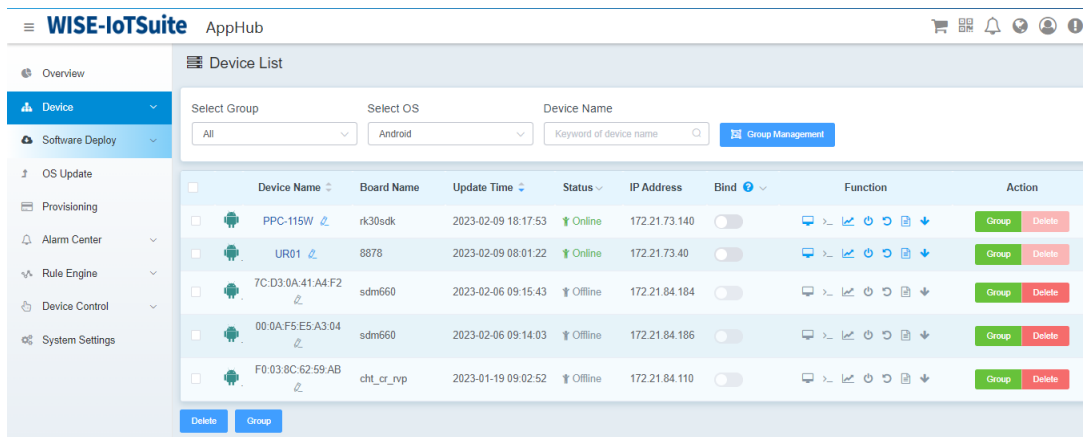 WISE-IoTSuite AppHub
Overview
Device
Software Deploy
OS Update
Provisioning
Alarm Center
Rule Engine
Device Control
System Settings
Device List
Select Group Select OS Device Name
All Android Keyword of device name Group Management
Device Name Board Name Update Time Status IP Address Bind Function Action
PPC-115W rk30sdk 2023-02-09 18:17:53 Online 172.21.73.140 Group Delete
UR01 8878 2023-02-09 08:01:22 Online 172.21.73.40 Group Delete
7C:D3:0A:41:A4:F2 sdm660 2023-02-06 09:15:43 Offline 172.21.84.184 Group Delete
00:0A:F5:E5:A3:04 sdm660 2023-02-06 09:14:03 Offline 172.21.84.186 Group Delete
F0:03:8C:62:59:AB cht_cr_rvp 2023-01-19 09:02:52 Offline 172.21.84.110 Group Delete
Delete Group